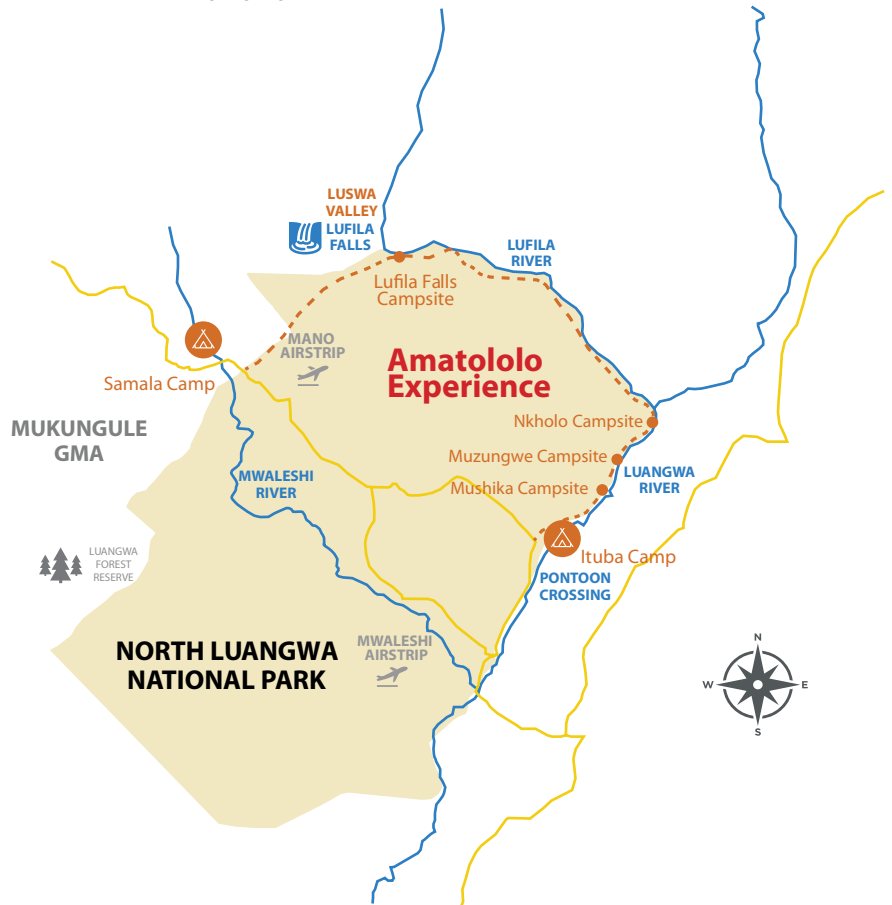 LUSWA
VALLEY
LUFILA
FALLS
LUFILA
RIVER
Lufila Falls
Campsite
MANO
AIRSTRIP
Amatololo
Experience
Samala Camp
Nkholo Campsite
MUKUNGULE
GMA
Muzungwe Campsite
LUANGWA
RIVER
MWALESHI
RIVER
Mushika Campsite
Ituba Camp
LUANGWA
FOREST
RESERVE
PONTOON
CROSSING
NORTH LUANGWA
NATIONAL PARK
MWALESHI
AIRSTRIP
N
W
E
S